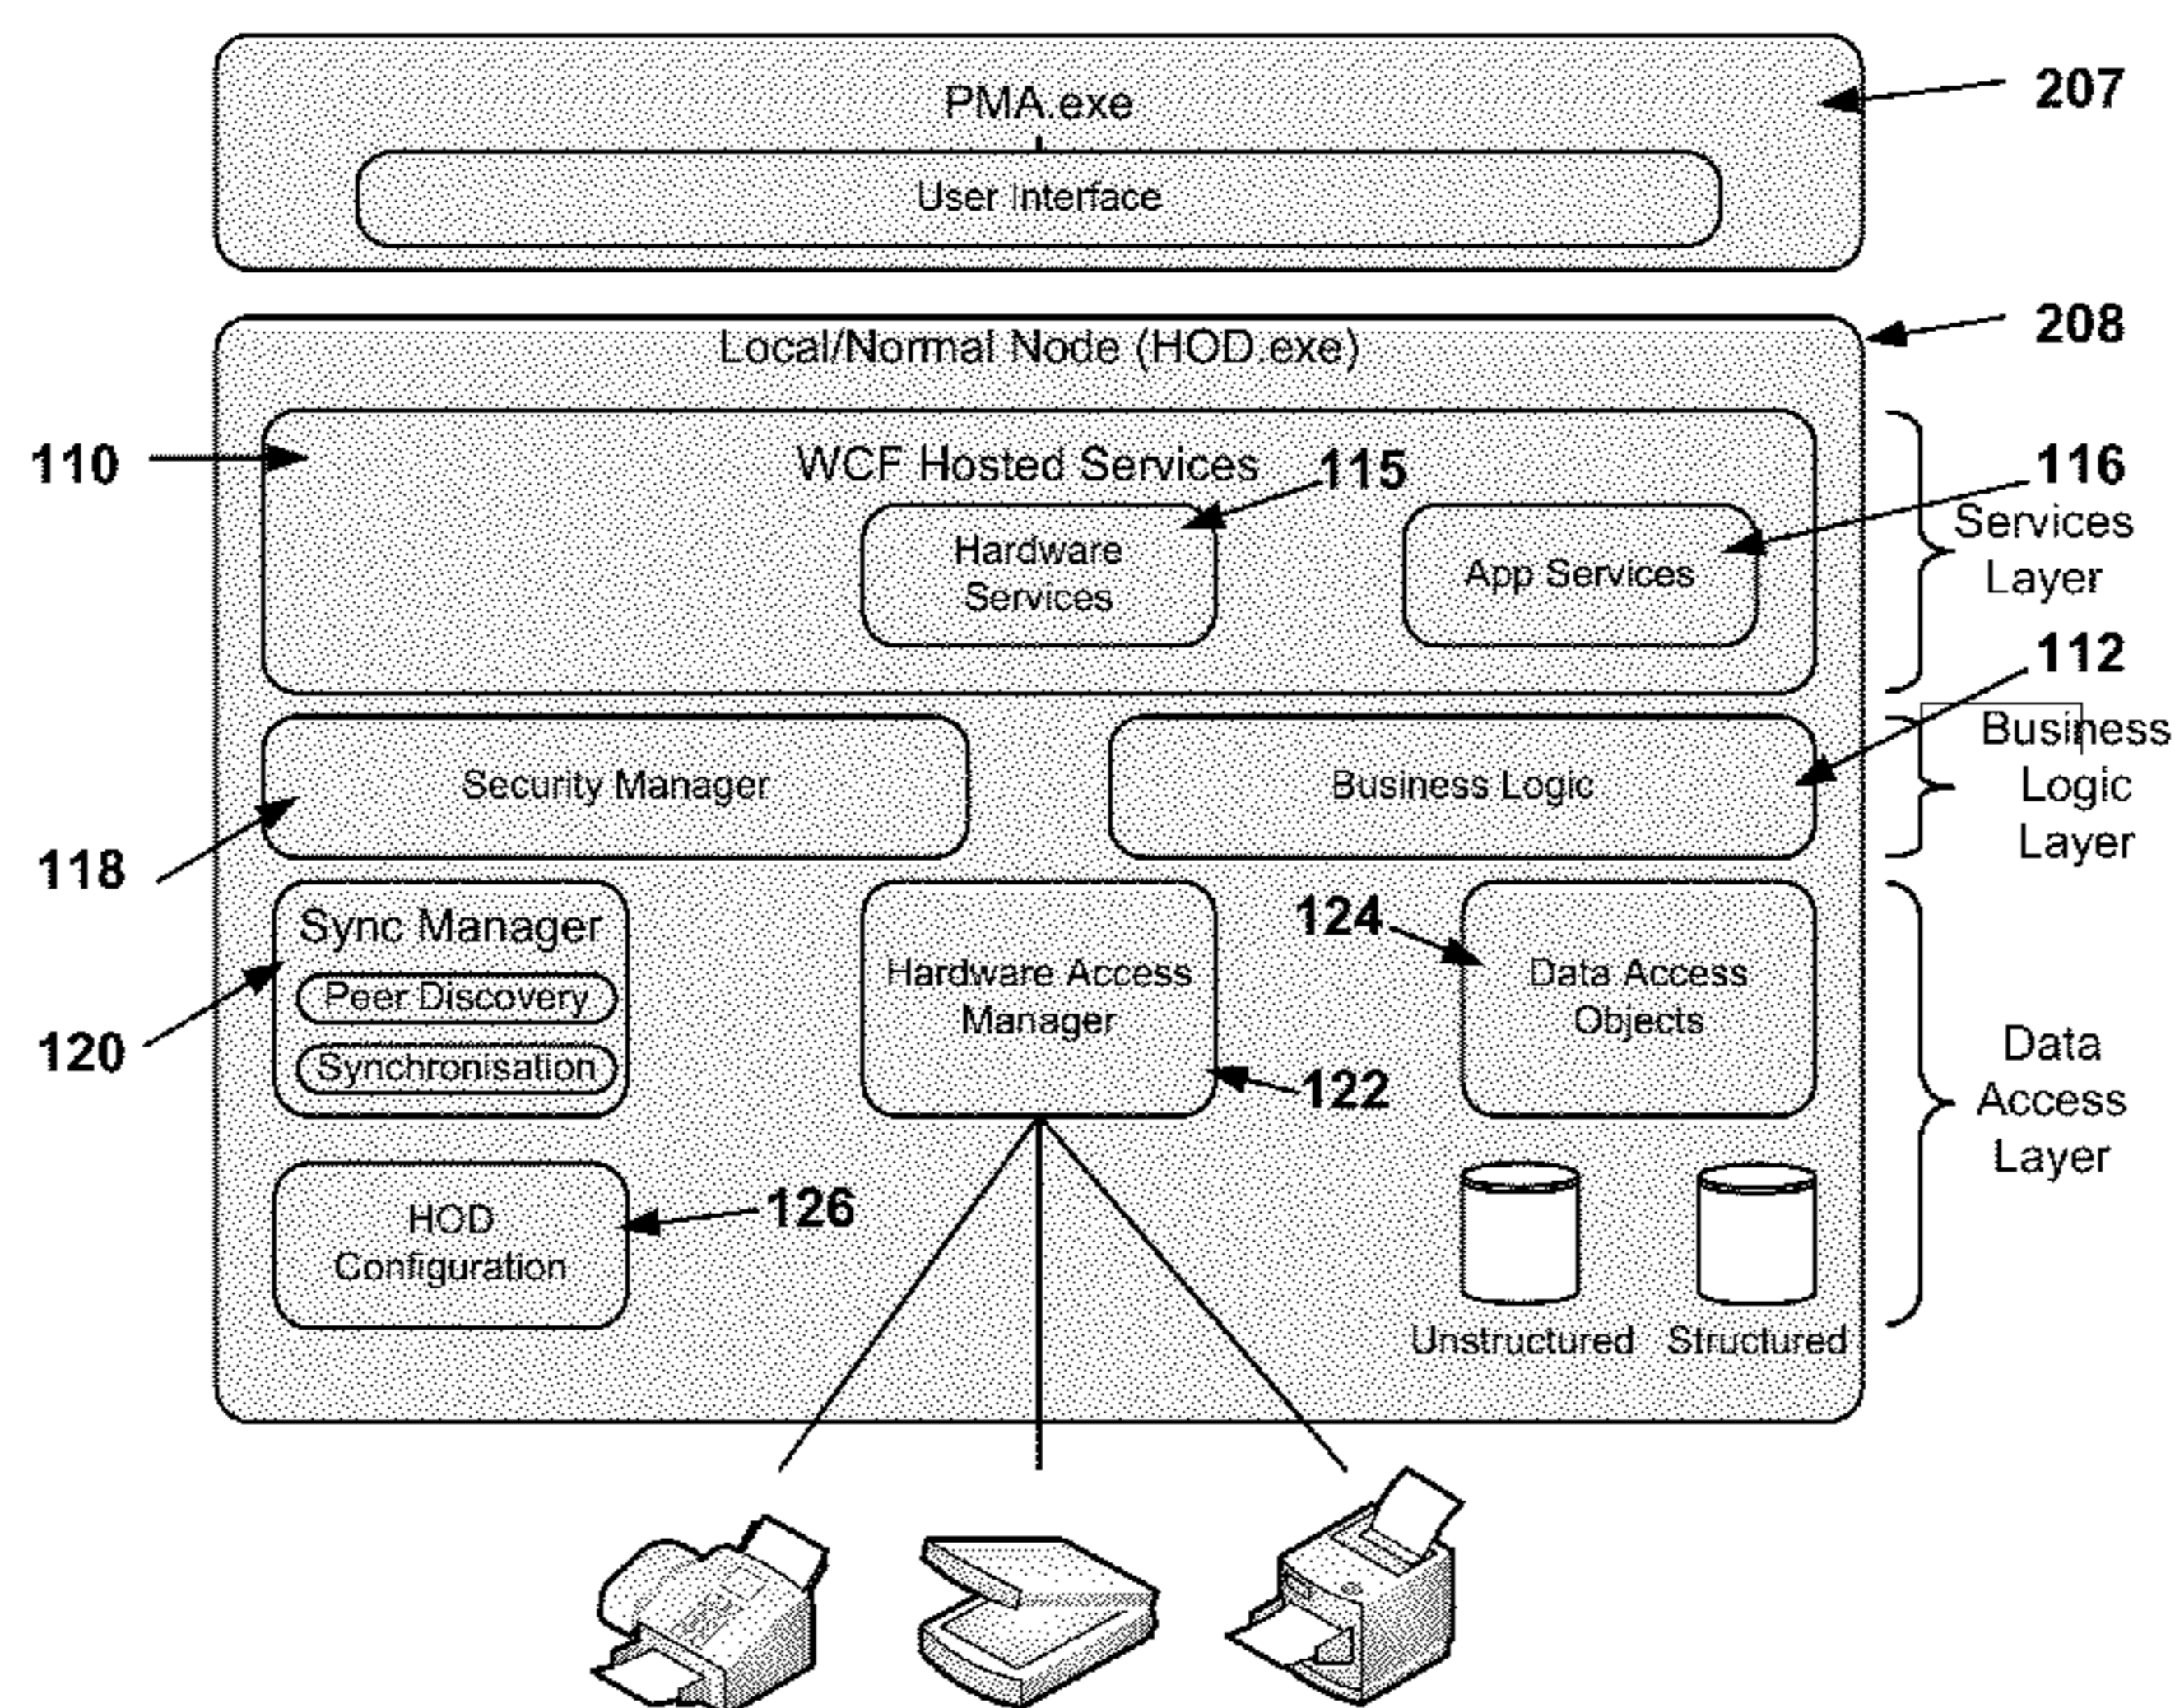 PMA.exe
207
User Interface
208
Local/Normal Node (HOD.exe)
110
WCF Hosted Services
115
116
Hardware
Services
App Services
Services
Layer
112
Security Manager
Business Logic
Business
Logic
Layer
118
Sync Manager
Peer Discovery
Synchronisation
120
Hardware Access
Manager
122
124
Data Access
Objects
Data
Access
Layer
HOD
Configuration
126
Unstructured
Structured